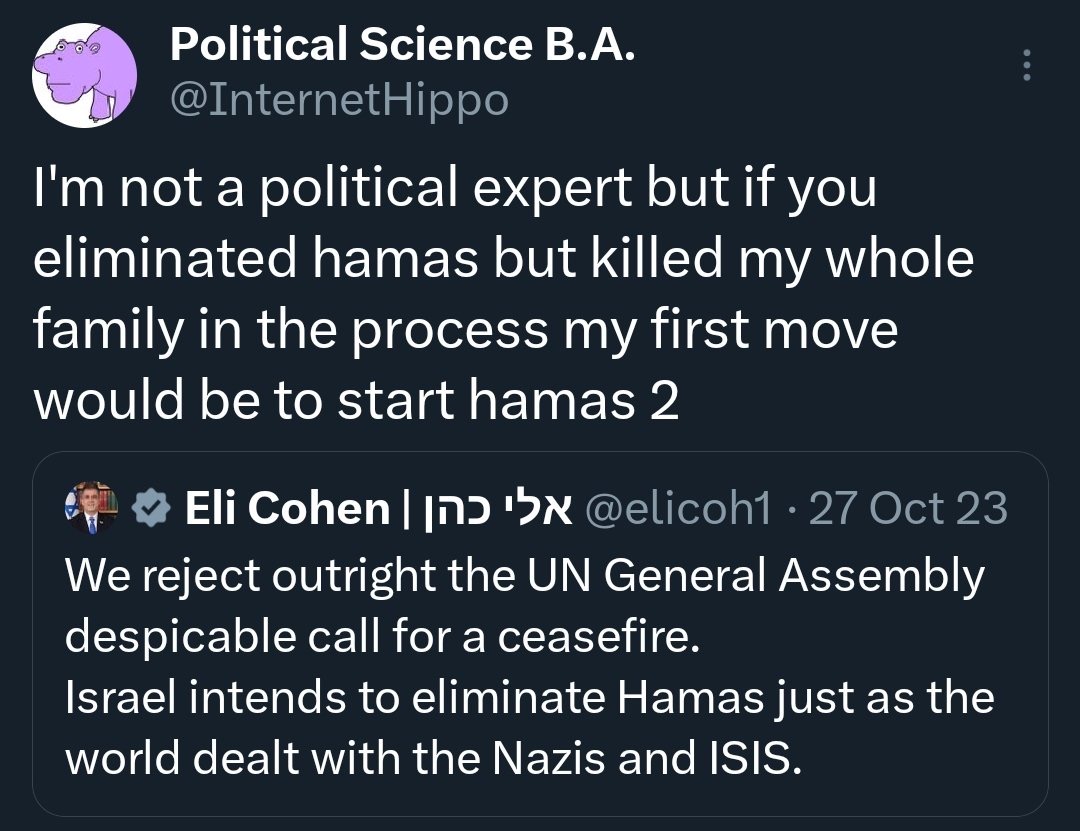 Political Science B.A.
@InternetHippo
I'm not a political expert but if you
eliminated hamas but killed my whole
family in the process my first move
would be to start hamas 2
Eli Cohen | אלי כהן @elicoh1 · 27 Oct 23
We reject outright the UN General Assembly
despicable call for a ceasefire.
Israel intends to eliminate Hamas just as the
world dealt with the Nazis and ISIS.